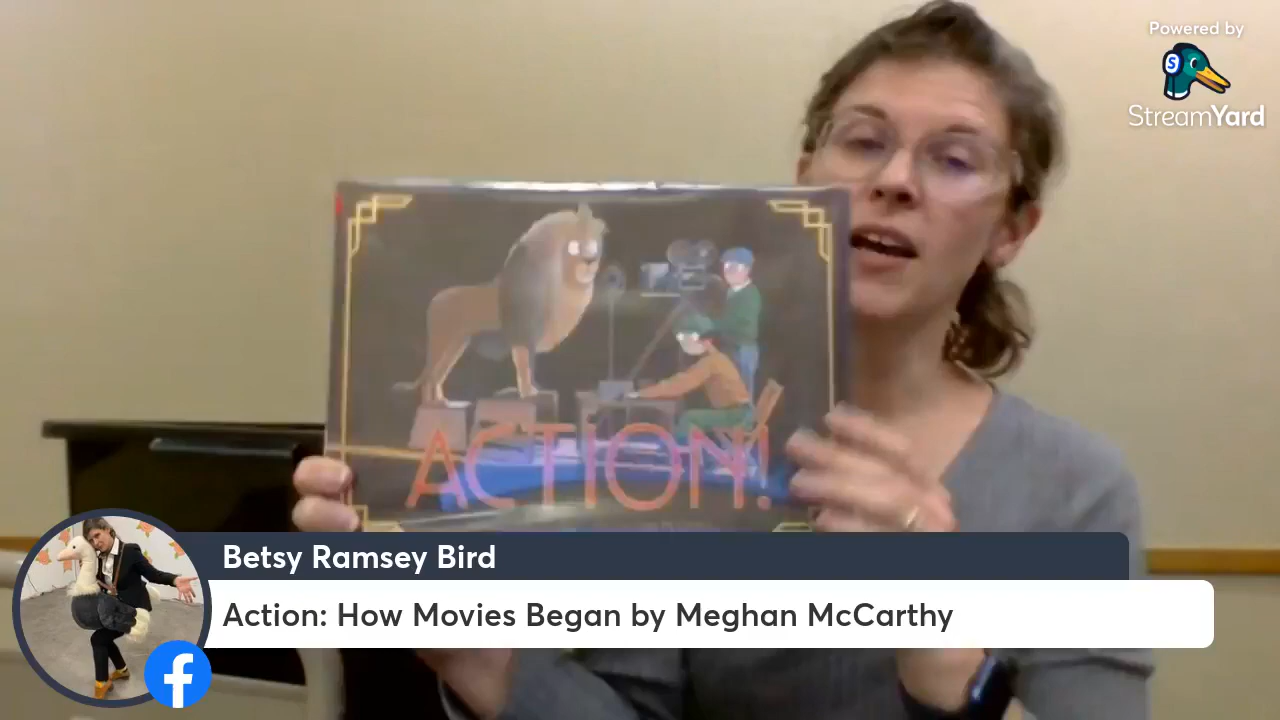 Powered by
StreamYard
ACTION!
Betsy Ramsey Bird
Action: How Movies Began by Meghan McCarthy